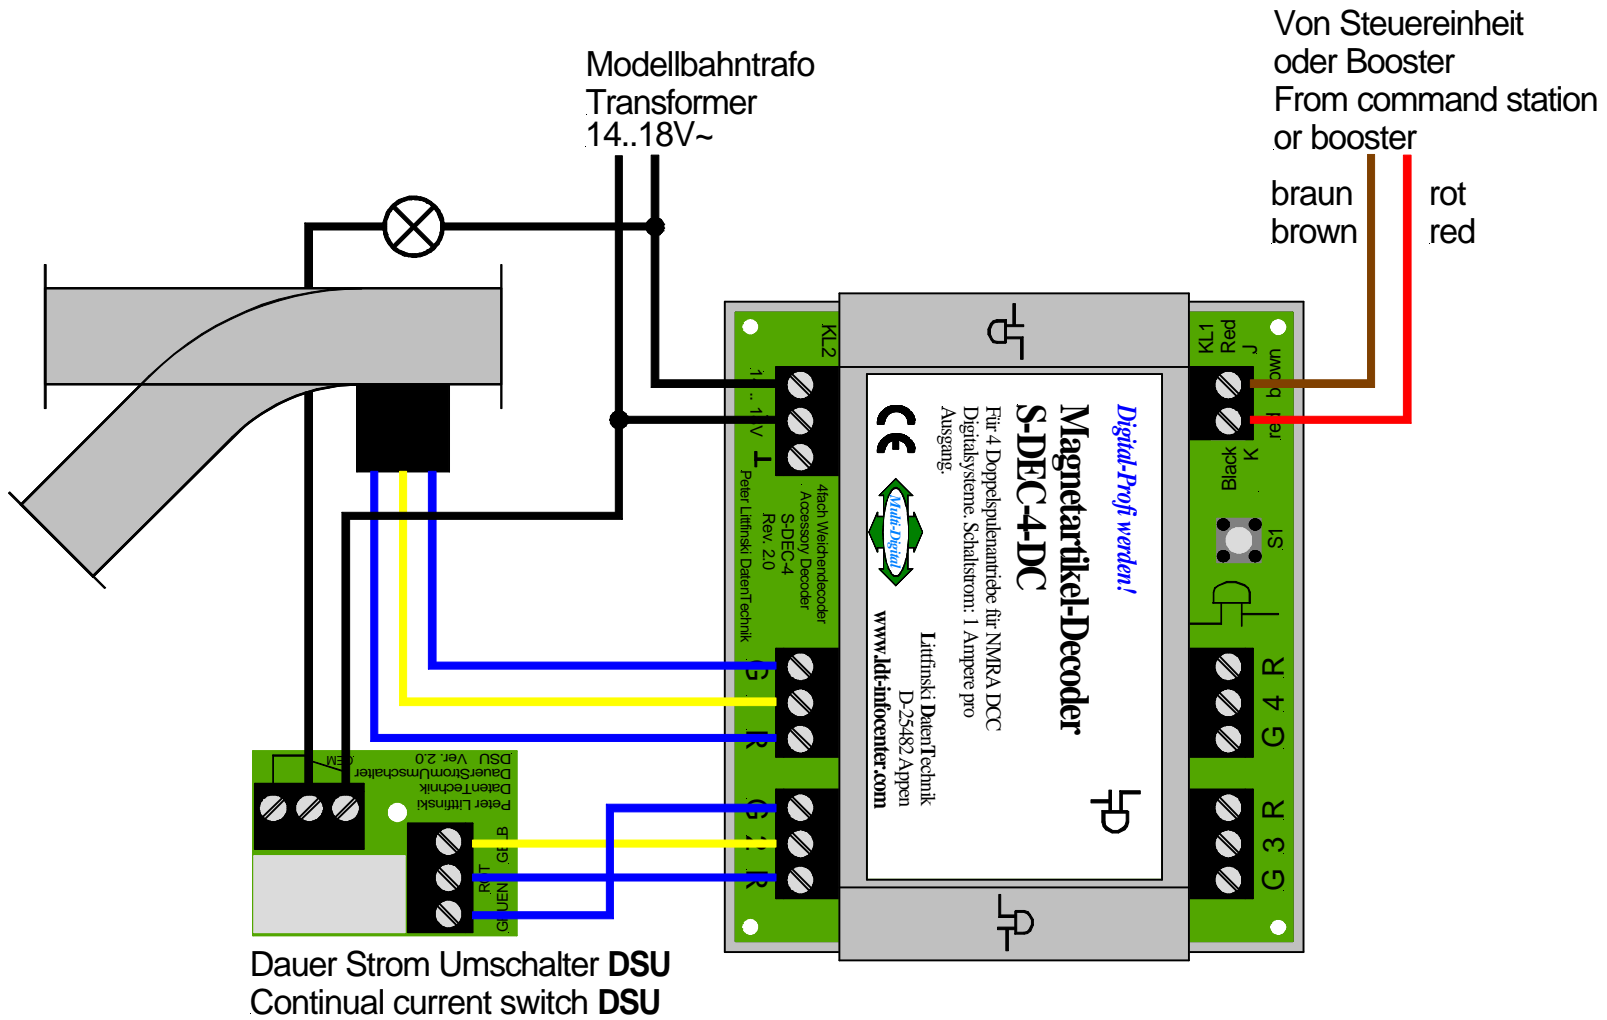 Modellbahntrafo
Transformer
14..18V~
Von Steuereinheit
oder Booster
From command station
or booster
braun
brown
rot
red
KL2
⊥
4fach Weichendecoder
Accessory Decoder
S-DEC-4
Rev. 2.0
Peter Littfinski DatenTechnik
G
R
G
R
Digital-Profi werden!
Magnetartikel-Decoder
S-DEC-4-DC
Für 4 Doppelspulenantriebe für NMRA DCC
Digitalsysteme. Schaltstrom: 1 Ampere pro
Ausgang.
CE
Multi-Digital
Littfinski DatenTechnik
D-25482 Appen
www.ldt-infocenter.com
KL1
Red
J
brown
red
Black
K
S1
R
4
G
R
3
G
Peter Littfinski
DatenTechnik
DauerStromUmschalter
DSU Ver. 2.0
GELB
ROT
GRUEN
Dauer Strom Umschalter DSU
Continual current switch DSU